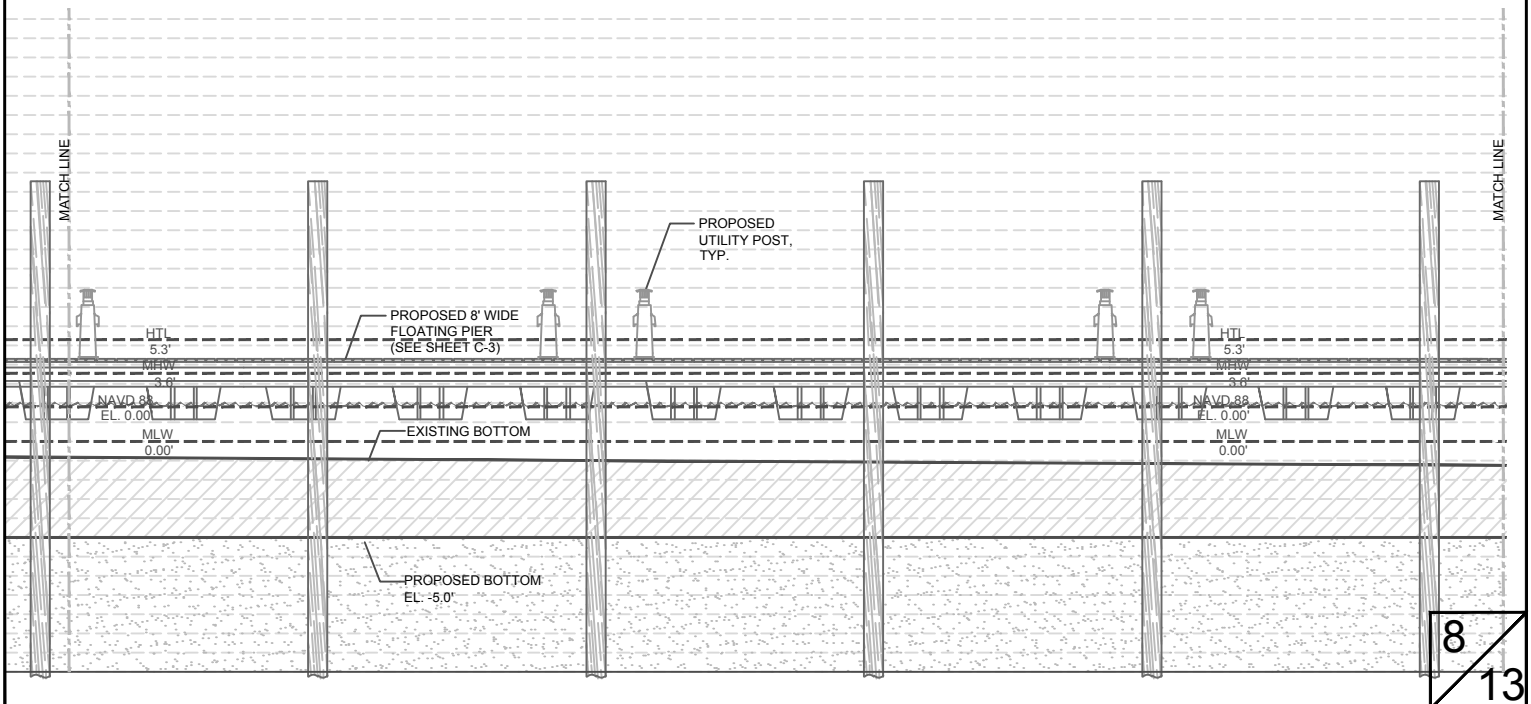 MATCH LINE
MATCH LINE
PROPOSED
UTILITY POST,
TYP.
PROPOSED 8' WIDE
FLOATING PIER
(SEE SHEET C-3)
HTL
5.3'
MHW
3.6'
NAVD 88
EL. 0.00'
MLW
0.00'
HTL
5.3'
MHW
3.6'
NAVD 88
EL. 0.00'
MLW
0.00'
EXISTING BOTTOM
PROPOSED BOTTOM
EL. -5.0'
8
13